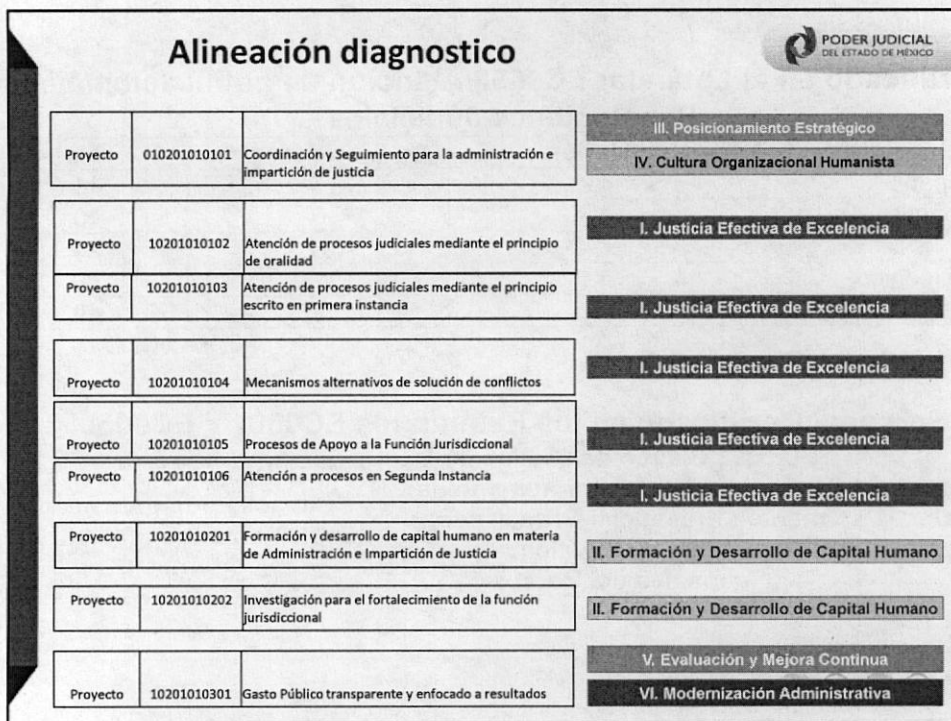 Alineación diagnostico
PODER JUDICIAL
DEL ESTADO DE MÉXICO
III. Posicionamiento Estratégico
Proyecto 010201010101 Coordinación y Seguimiento para la administración e
impartición de justicia
IV. Cultura Organizacional Humanista
Proyecto 10201010102 Atención de procesos judiciales mediante el principio
de oralidad
I. Justicia Efectiva de Excelencia
Proyecto 10201010103 Atención de procesos judiciales mediante el principio
escrito en primera instancia
I. Justicia Efectiva de Excelencia
I. Justicia Efectiva de Excelencia
Proyecto 10201010104 Mecanismos alternativos de solución de conflictos
Proyecto 10201010105 Procesos de Apoyo a la Función Jurisdiccional
I. Justicia Efectiva de Excelencia
Proyecto 10201010106 Atención a procesos en Segunda Instancia
I. Justicia Efectiva de Excelencia
Proyecto 10201010201 Formación y desarrollo de capital humano en materia
de Administración e Impartición de Justicia
II. Formación y Desarrollo de Capital Humano
Proyecto 10201010202 Investigación para el fortalecimiento de la función
jurisdiccional
II. Formación y Desarrollo de Capital Humano
V. Evaluación y Mejora Continua
Proyecto 10201010301 Gasto Público transparente y enfocado a resultados
VI. Modernización Administrativa